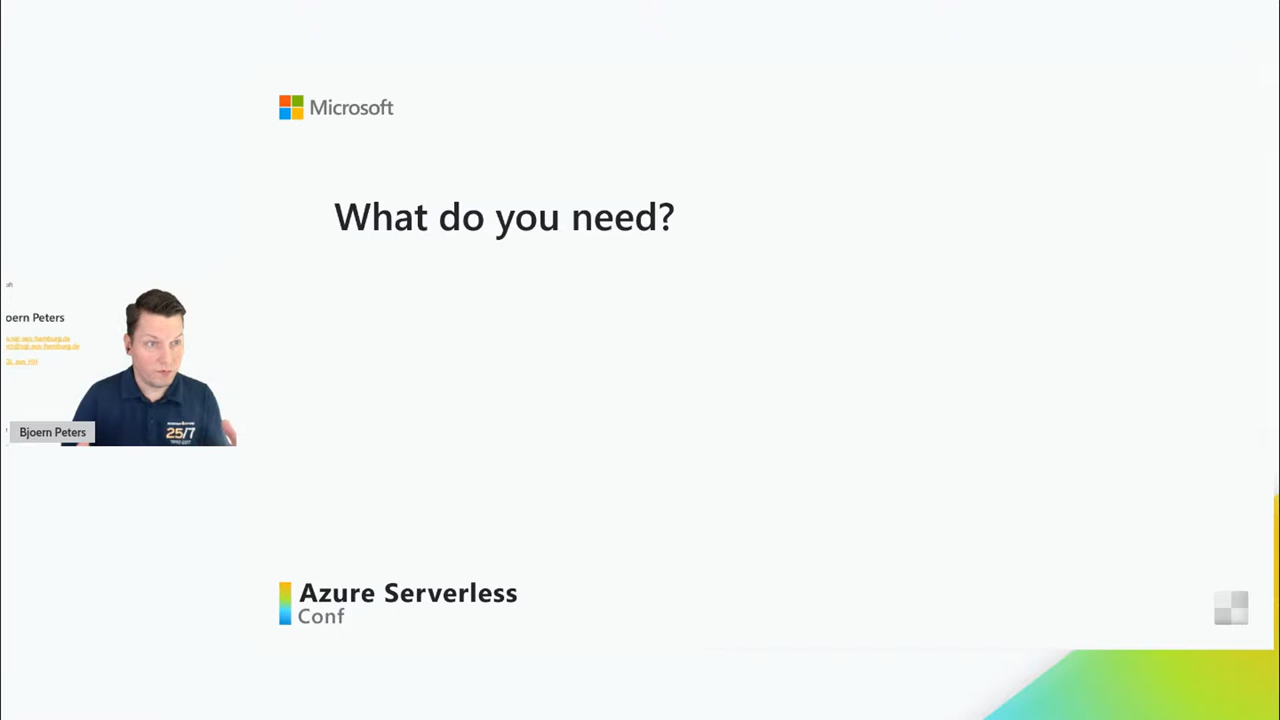 Microsoft
What do you need?
oern Peters
Bjoern Peters
25/7
Azure Serverless
Conf